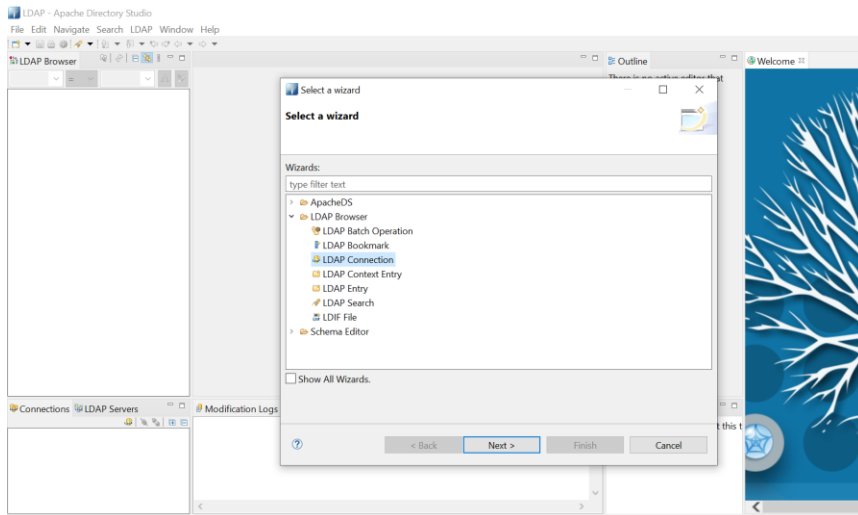 LDAP - Apache Directory Studio
File Edit Navigate Search LDAP Window Help
LDAP Browser
=
Outline
Welcome
There is no active editor that
Select a wizard
Select a wizard
Wizards:
type filter text
ApacheDS
LDAP Browser
LDAP Batch Operation
LDAP Bookmark
LDAP Connection
LDAP Context Entry
LDAP Entry
LDAP Search
LDIF File
Schema Editor
Show All Wizards.
Connections LDAP Servers
Modification Logs
t this t
< Back Next > Finish Cancel